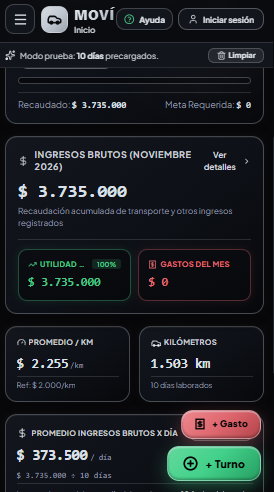 MOVÍ
Inicio
Ayuda
Iniciar sesión
Modo prueba: 10 días precargados.
Limpiar
Recaudado: $ 3.735.000
Meta Requerida: $ 0
INGRESOS BRUTOS (NOVIEMBRE
2026)
Ver
detalles
$ 3.735.000
Recaudación acumulada de transporte y otros ingresos
registrados
UTILIDAD ...
100%
$ 3.735.000
GASTOS DEL MES
$ 0
PROMEDIO / KM
$ 2.255 /km
Ref: $ 2.000/km
KILÓMETROS
1.503 km
10 días laborados
PROMEDIO INGRESOS BRUTOS X DÍA
$ 373.500 / día
$ 3.735.000 ÷ 10 días
+ Gasto
+ Turno